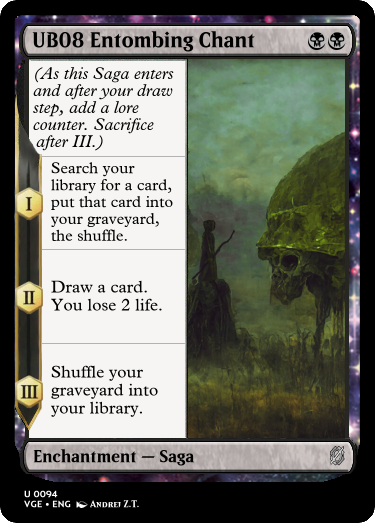 UB08 Entombing Chant
(As this Saga enters
and after your draw
step, add a lore
counter. Sacrifice
after III.)
I
Search your
library for a card,
put that card into
your graveyard,
the shuffle.
II
Draw a card.
You lose 2 life.
III
Shuffle your
graveyard into
your library.
Enchantment — Saga
U 0094
VGE • ENG Andrej Z.T.